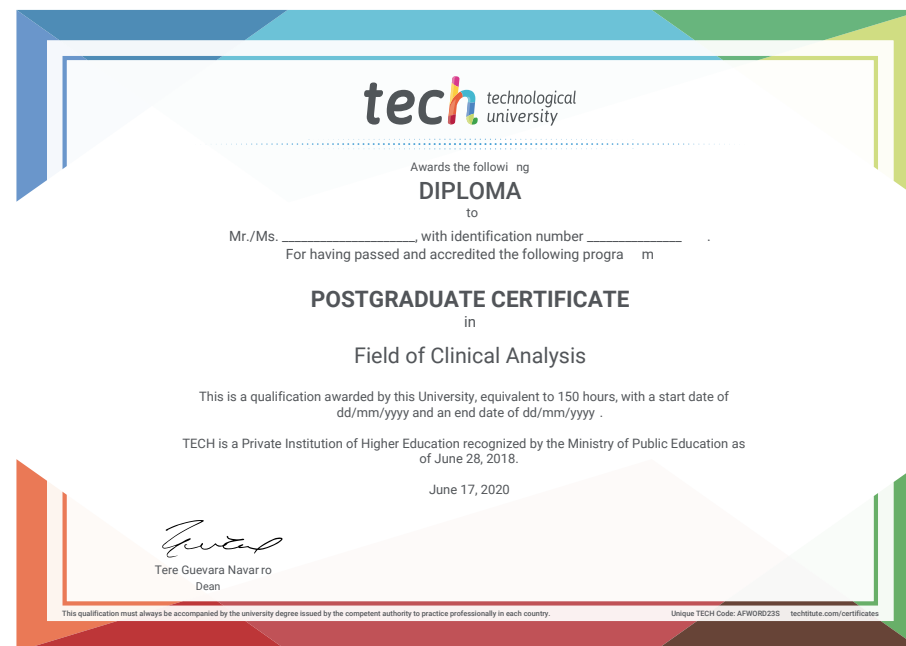 tech technological
university
Awards the followi ng
DIPLOMA
to
Mr./Ms. ______________________, with identification number _______________ .
For having passed and accredited the following progra m
POSTGRADUATE CERTIFICATE
in
Field of Clinical Analysis
This is a qualification awarded by this University, equivalent to 150 hours, with a start date of
dd/mm/yyyy and an end date of dd/mm/yyyy .
TECH is a Private Institution of Higher Education recognized by the Ministry of Public Education as
of June 28, 2018.
June 17, 2020
Tere Guevara Navar ro
Dean
This qualification must always be accompanied by the university degree issued by the competent authority to practice professionally in each country. Unique TECH Code: AFWORD23S techtitute.com/certificates